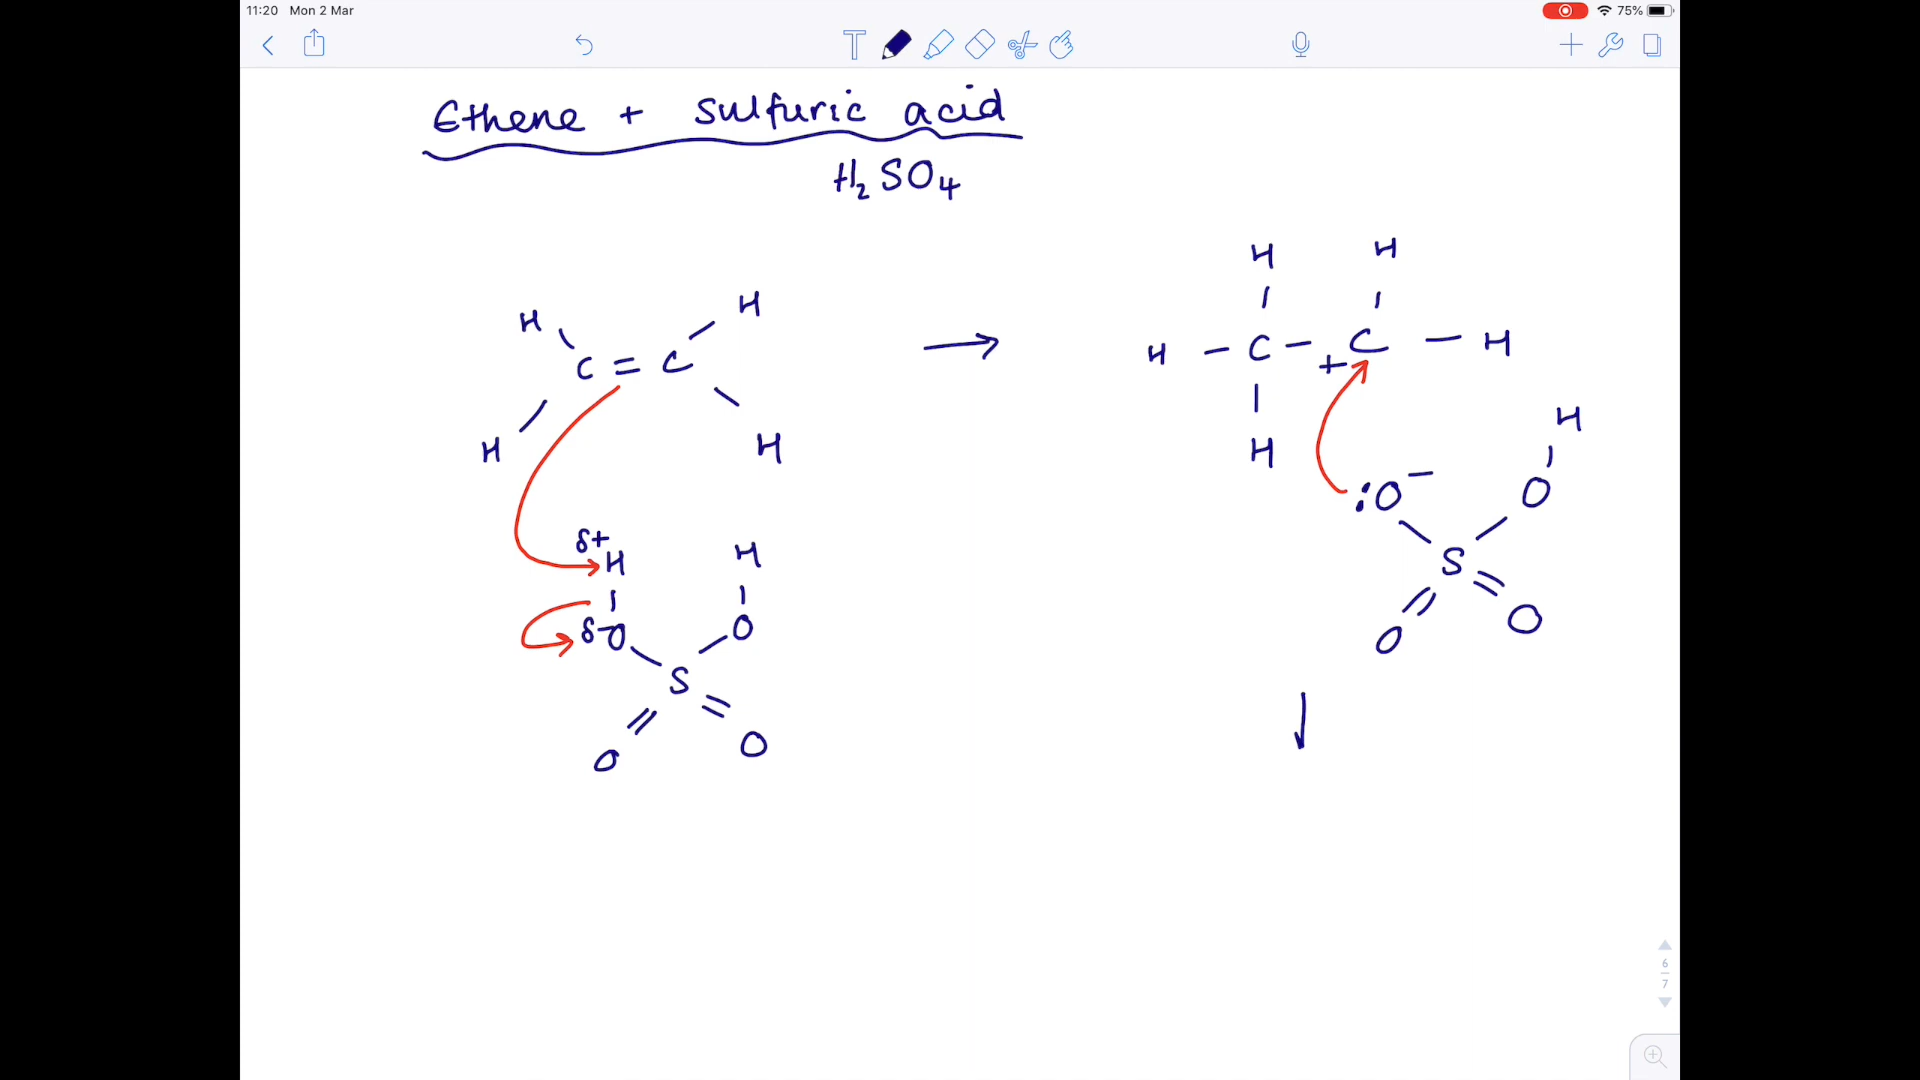 11:20 Mon 2 Mar 75%
T
Ethene + sulfuric acid
H₂SO₄
H H
H H
C = C
H - C - C - H
+
H
H H
H
δ+
H H
:O⁻ O
S
O O
δ- O O
S
O O
6
7